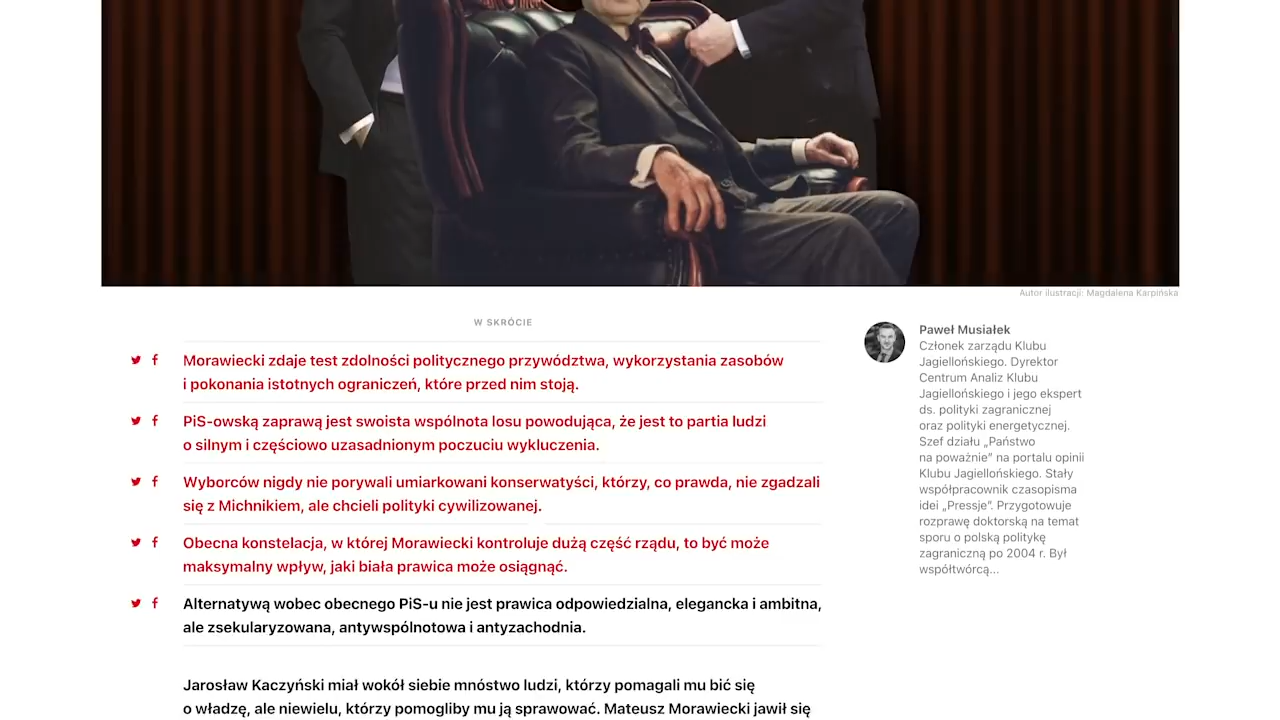 Autor ilustracji: Magdalena Karpińska
W SKRÓCIE
Morawiecki zdaje test zdolności politycznego przywództwa, wykorzystania zasobów
i pokonania istotnych ograniczeń, które przed nim stoją.
PiS-owską zaprawą jest swoista wspólnota losu powodująca, że jest to partia ludzi
o silnym i częściowo uzasadnionym poczuciu wykluczenia.
Wyborców nigdy nie porywali umiarkowani konserwatyści, którzy, co prawda, nie zgadzali
się z Michnikiem, ale chcieli polityki cywilizowanej.
Obecna konstelacja, w której Morawiecki kontroluje dużą część rządu, to być może
maksymalny wpływ, jaki biała prawica może osiągnąć.
Alternatywą wobec obecnego PiS-u nie jest prawica odpowiedzialna, elegancka i ambitna,
ale zsekularyzowana, antywspólnotowa i antyzachodnia.
Jarosław Kaczyński miał wokół siebie mnóstwo ludzi, którzy pomagali mu bić się
o władzę, ale niewielu, którzy pomogliby mu ją sprawować. Mateusz Morawiecki jawił się
Paweł Musiałek
Członek zarządu Klubu
Jagiellońskiego. Dyrektor
Centrum Analiz Klubu
Jagiellońskiego i jego ekspert
ds. polityki zagranicznej
oraz polityki energetycznej.
Szef działu „Państwo
na poważnie” na portalu opinii
Klubu Jagiellońskiego. Stały
współpracownik czasopisma
idei „Pressje”. Przygotowuje
rozprawę doktorską na temat
sporu o polską politykę
zagraniczną po 2004 r. Był
współtwórcą...